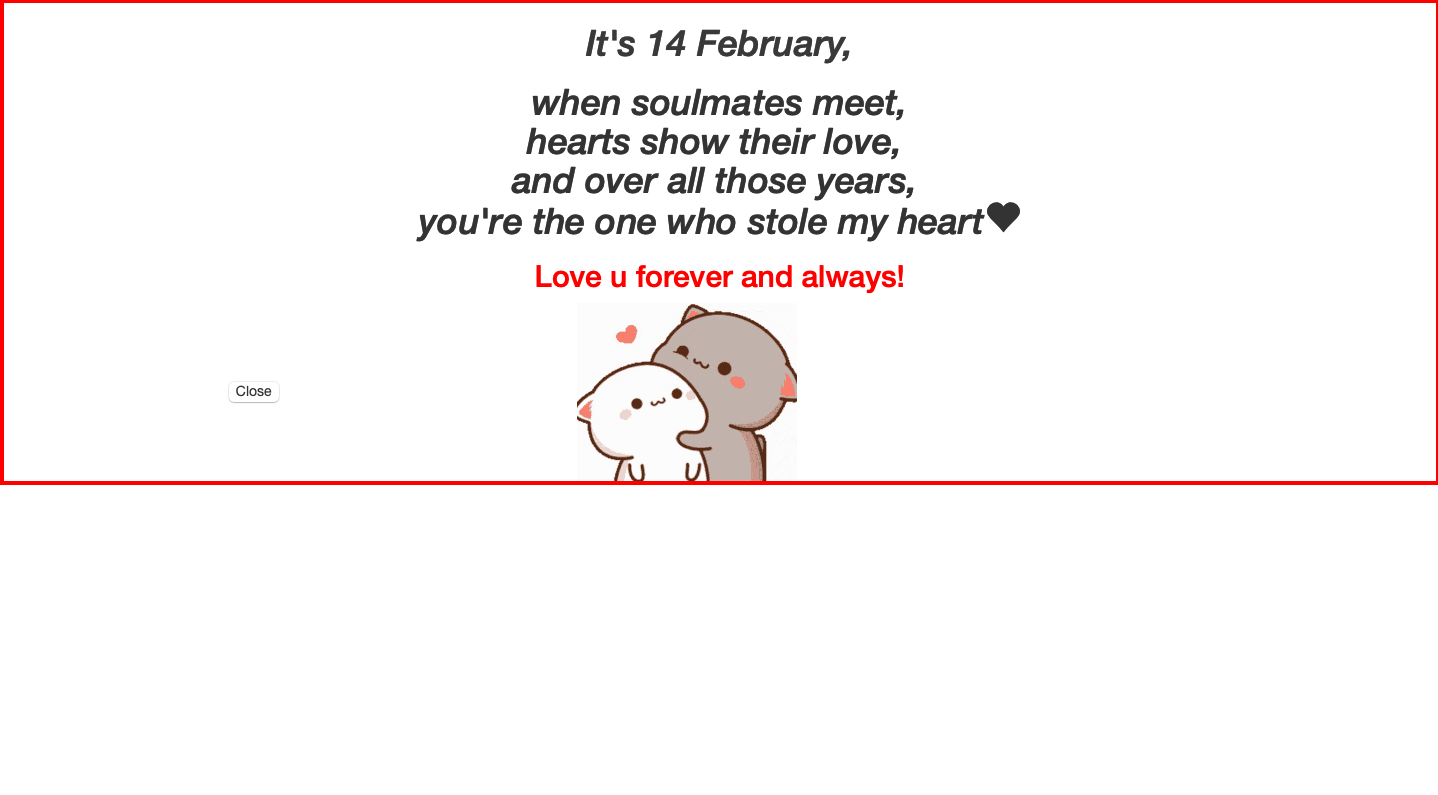 It's 14 February,
when soulmates meet,
hearts show their love,
and over all those years,
you're the one who stole my heart♥
Love u forever and always!
Close